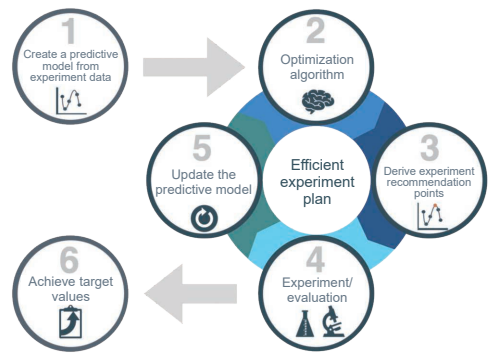 1
Create a predictive
model from
experiment data
2
Optimization
algorithm
3
Derive experiment
recommendation
points
4
Experiment/
evaluation
5
Update the
predictive model
6
Achieve target
values
Efficient
experiment
plan